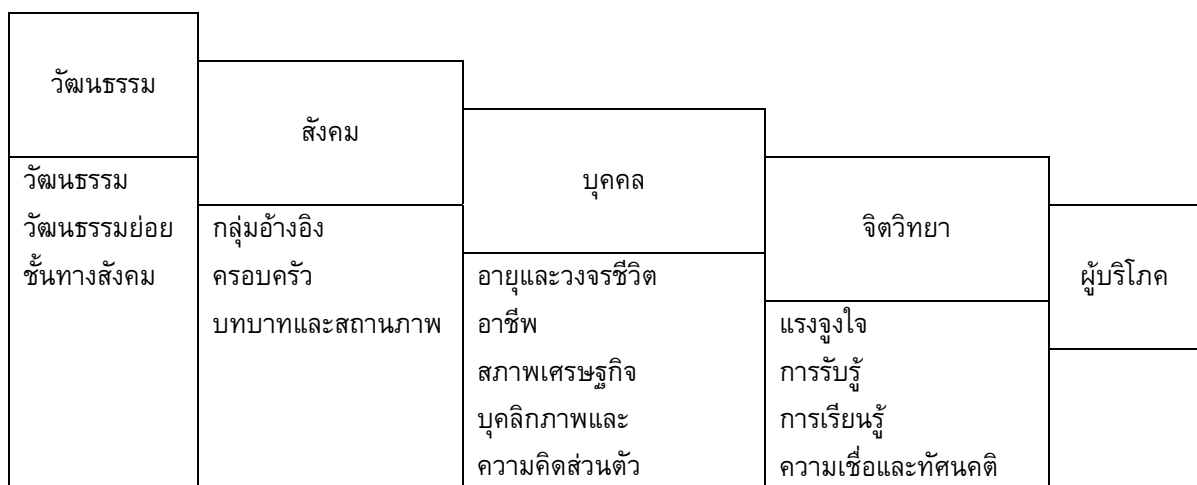 วัฒนธรรม
วัฒนธรรม
วัฒนธรรมย่อย
ชั้นทางสังคม
สังคม
กลุ่มอ้างอิง
ครอบครัว
บทบาทและสถานภาพ
บุคคล
อายุและวงจรชีวิต
อาชีพ
สภาพเศรษฐกิจ
บุคลิกภาพและ
ความคิดส่วนตัว
จิตวิทยา
แรงจูงใจ
การรับรู้
การเรียนรู้
ความเชื่อและทัศนคติ
ผู้บริโภค